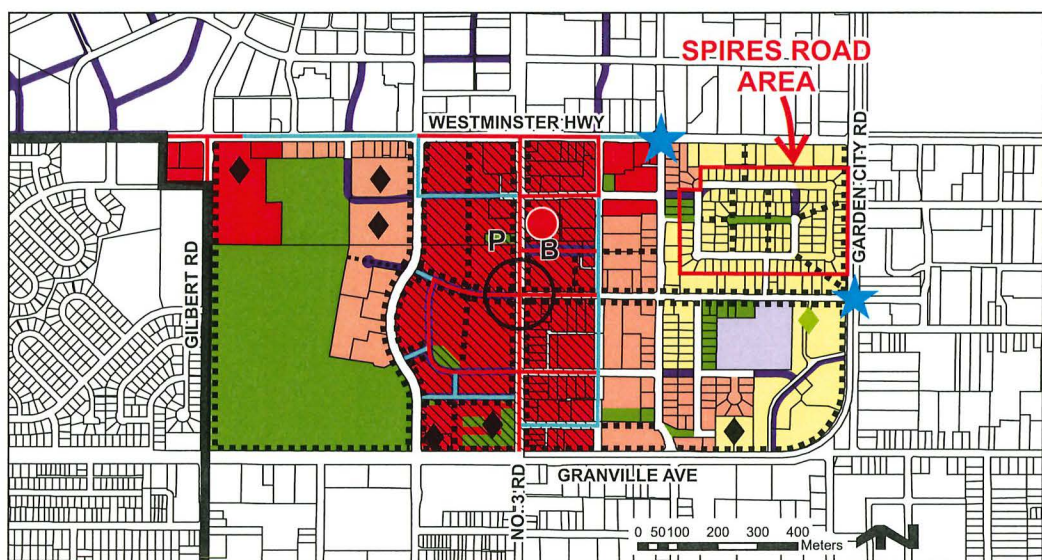 SPIRES ROAD
AREA
WESTMINSTER HWY
GARDEN CITY RD
GILBERT RD
P
B
NO. 3 RD
GRANVILLE AVE
0 50 100 200 300 400
Meters
N